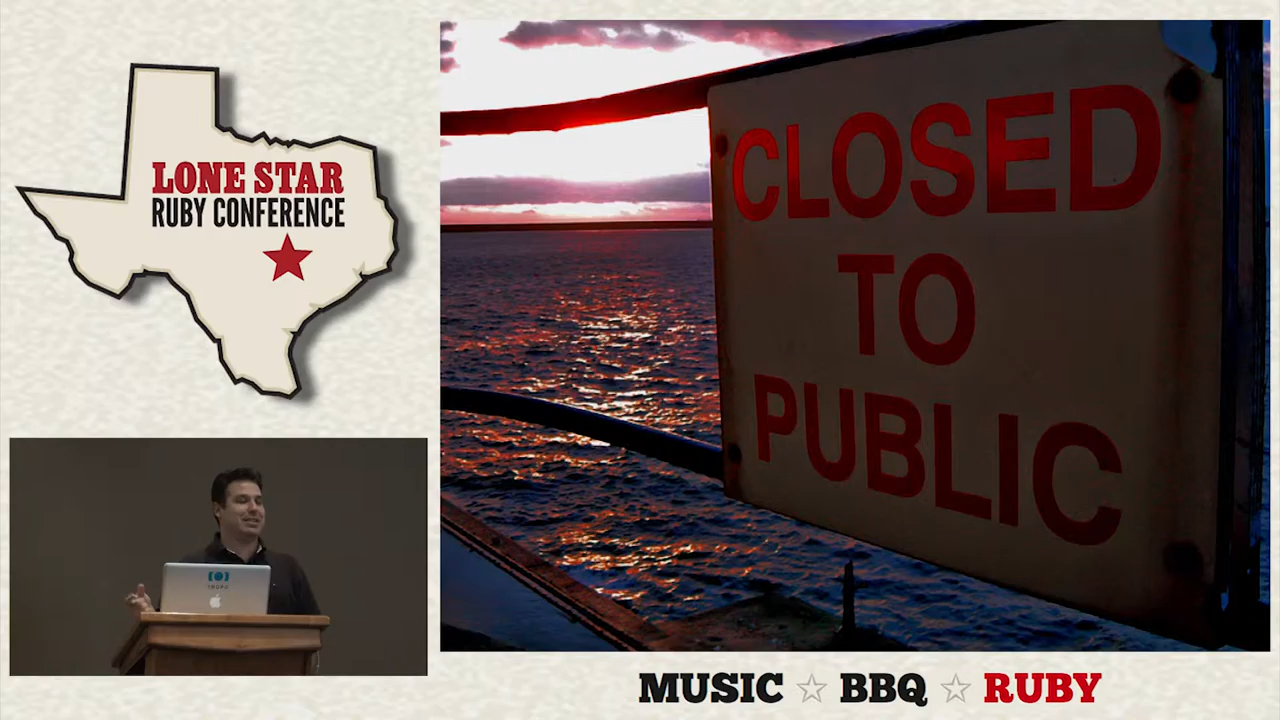 LONE STAR
RUBY CONFERENCE
CLOSED
TO
PUBLIC
MUSIC ☆ BBQ ☆ RUBY